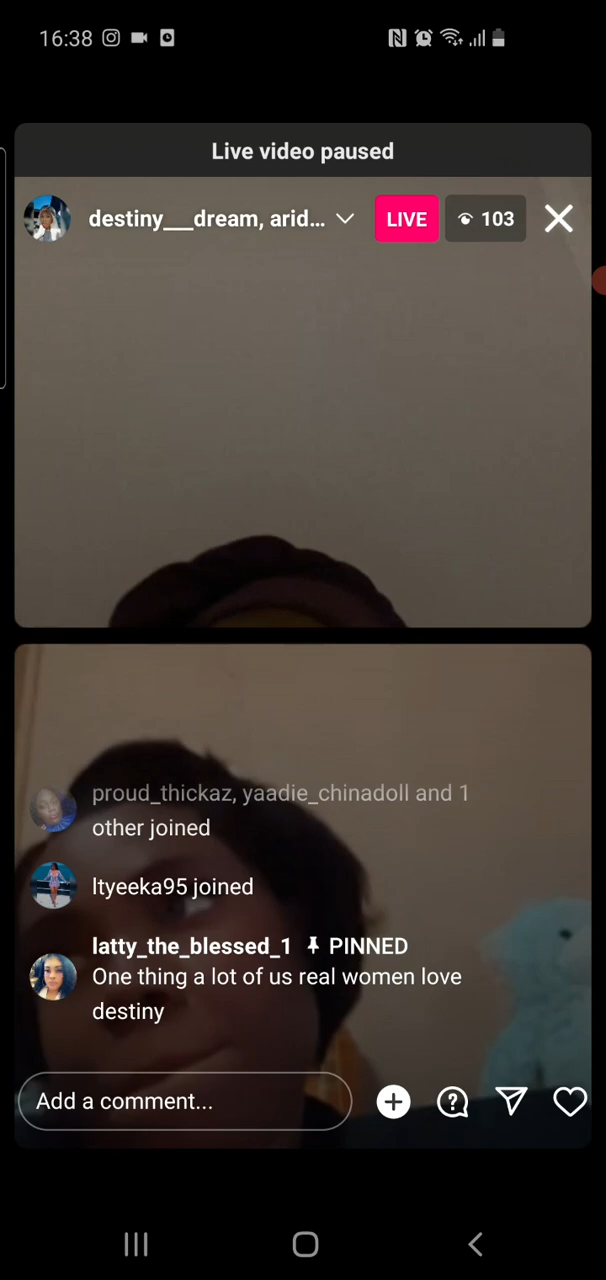 16:38
Live video paused
destiny___dream, arid...
LIVE
103
proud_thickaz, yaadie_chinadoll and 1
other joined
ltyeeka95 joined
latty_the_blessed_1 PINNED
One thing a lot of us real women love
destiny
Add a comment...